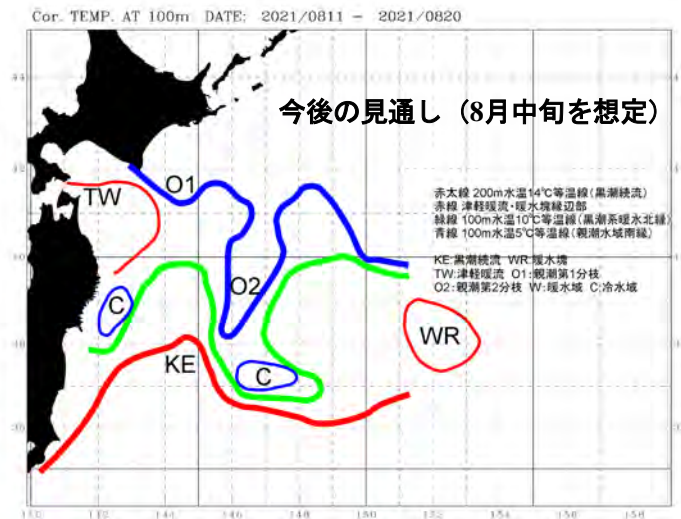 Cor. TEMP. AT 100m DATE: 2021/0811 - 2021/0820
44
今後の見通し（8月中旬を想定）
42
TW
O1
赤太線 200m水温14℃等温線(黒潮続流)
赤線 津軽暖流・暖水塊縁辺部
緑線 100m水温10℃等温線(黒潮系暖水北縁)
青線 100m水温5℃等温線(親潮水域南縁)
40
KE:黒潮続流 WR:暖水塊
TW:津軽暖流 O1:親潮第1分枝
O2:親潮第2分枝 W:暖水域 C:冷水域
O2
C
WR
KE
C
142 144 146 148 150 152 154 156 158